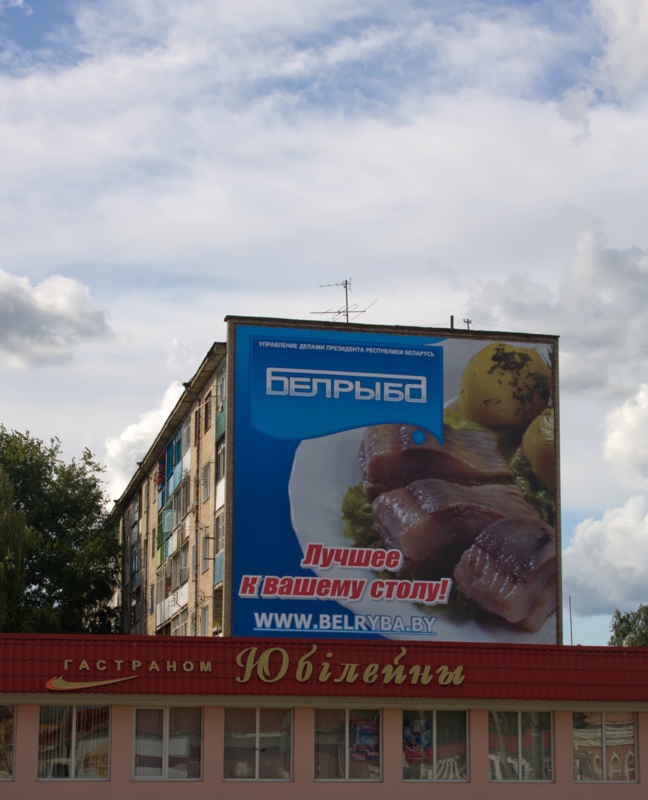 УПРАВЛЕНИЕ ДЕЛАМИ ПРЕЗИДЕНТА РЕСПУБЛИКИ БЕЛАРУСЬ
БЕЛРЫБА
Лучшее
к вашему столу!
WWW.BELRYBA.BY
ГАСТРАНОМ Юбілейны